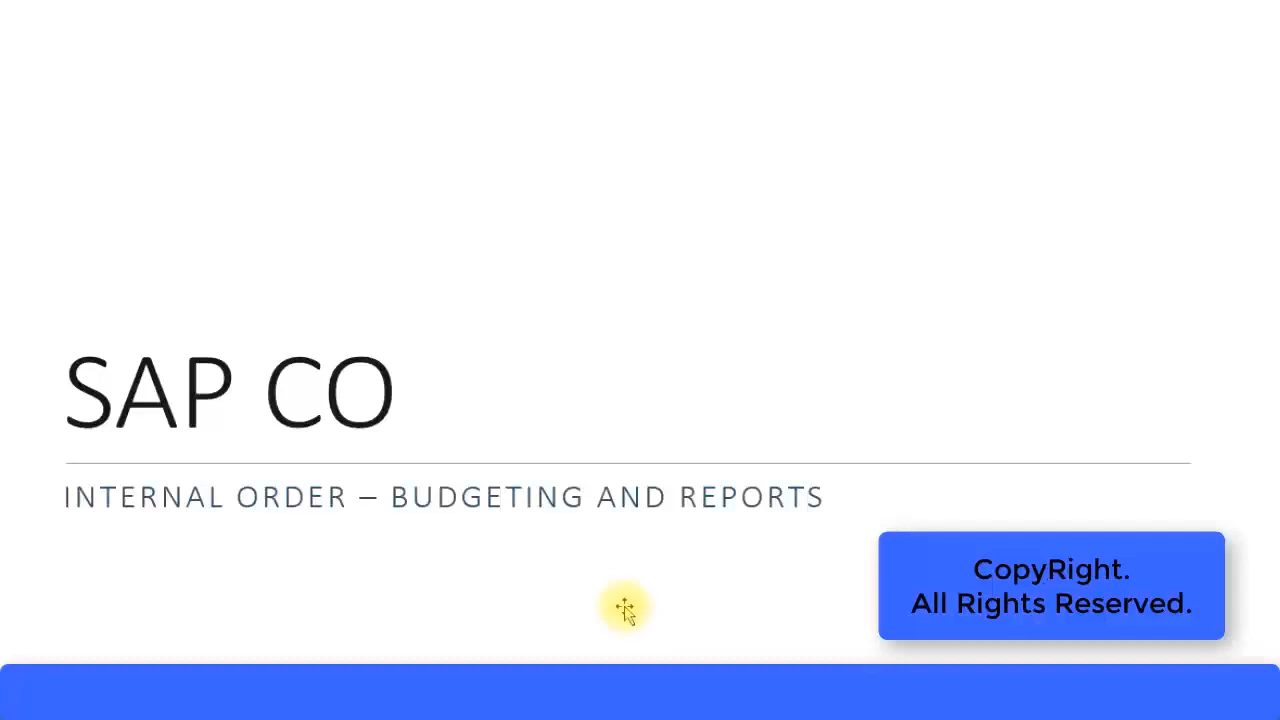 SAP CO
INTERNAL ORDER – BUDGETING AND REPORTS
CopyRight.
All Rights Reserved.